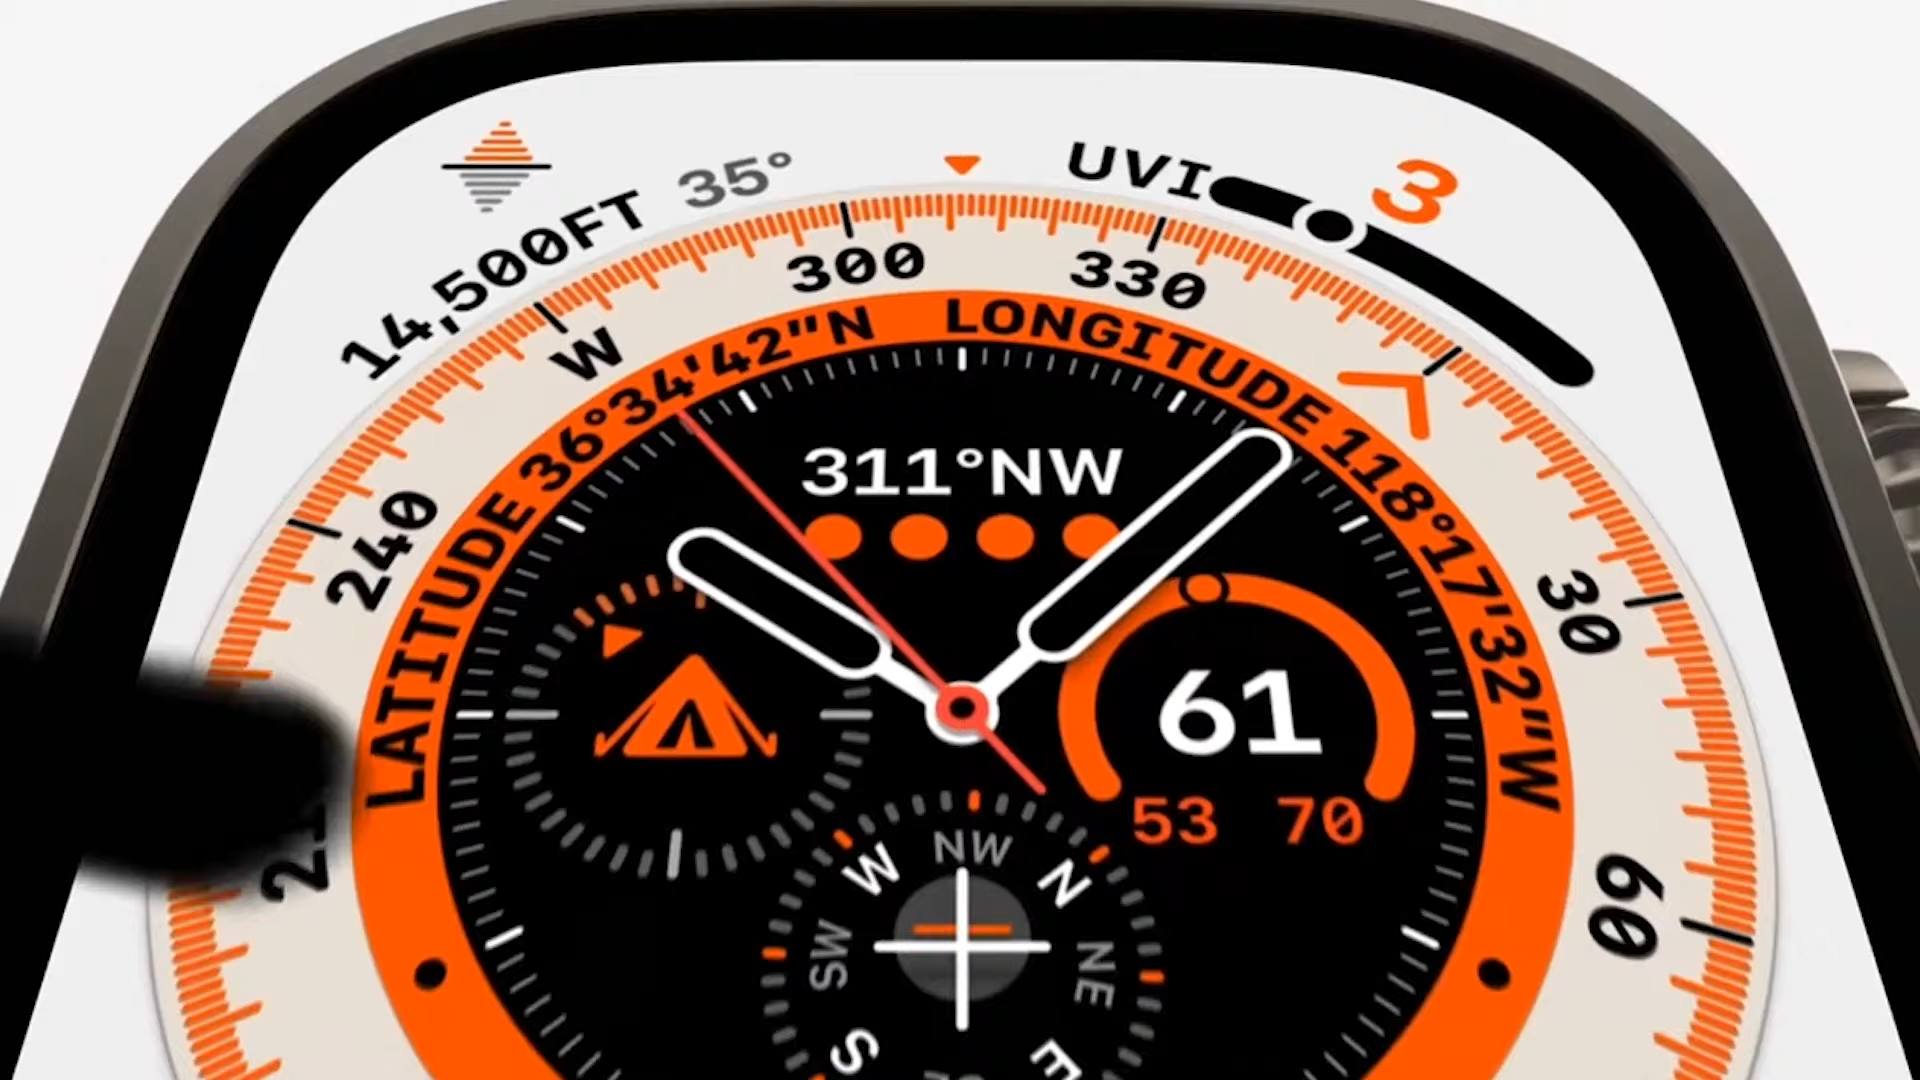 14,500FT 35°
UVI 3
W 300 330
LATITUDE 36°34'42"N LONGITUDE 118°17'32"W
311°NW
240 30
61
53 70
60
W NW N
SW NE
S E